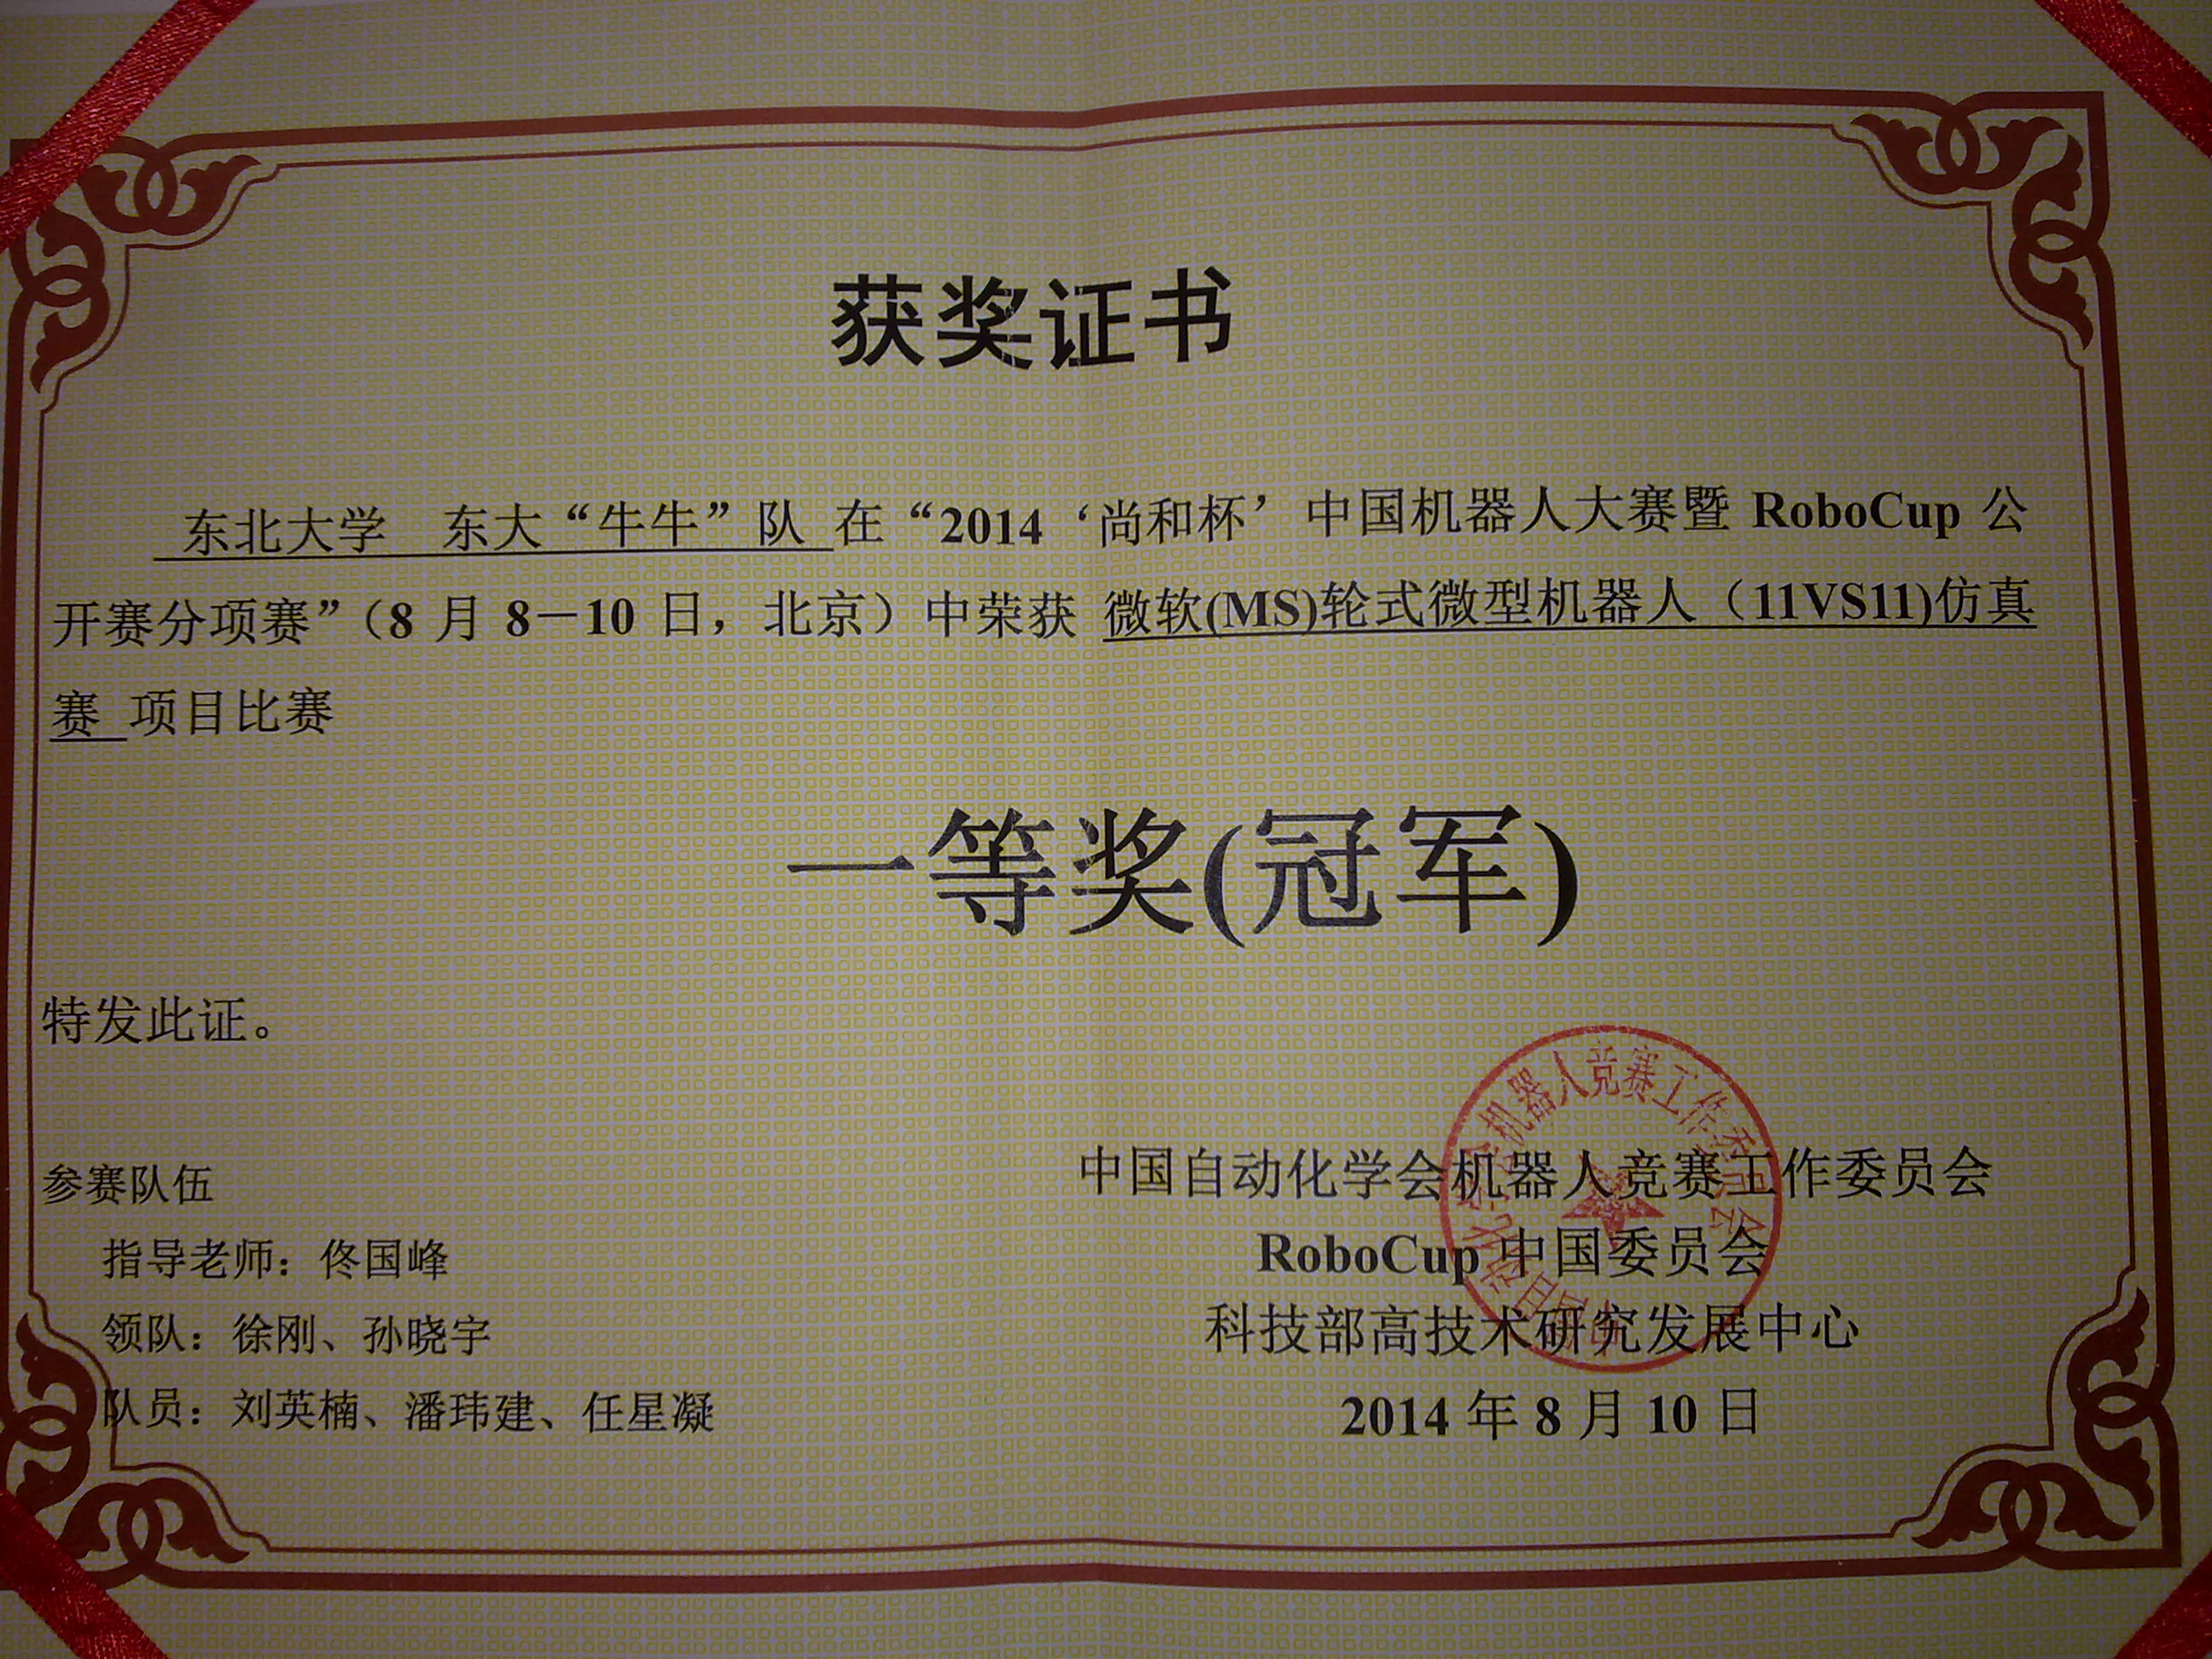 获奖证书
东北大学 东大“牛牛”队 在“2014‘尚和杯’中国机器人大赛暨 RoboCup 公
开赛分项赛”（8 月 8－10 日，北京）中荣获 微软(MS)轮式微型机器人（11VS11)仿真
赛 项目比赛
一等奖(冠军)
特发此证。
参赛队伍
指导老师：佟国峰
领队：徐刚、孙晓宇
队员：刘英楠、潘玮建、任星凝
中国自动化学会机器人竞赛工作委员会
RoboCup 中国委员会
科技部高技术研究发展中心
2014 年 8 月 10 日
中国自动化学会机器人竞赛工作委员会